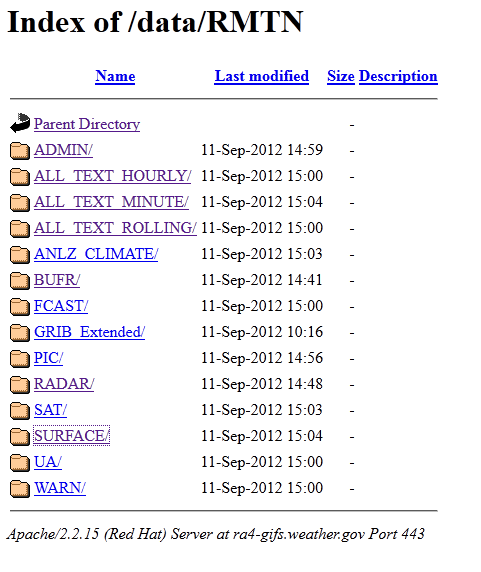 Index of /data/RMTN
Name Last modified Size Description
Parent Directory -
ADMIN/ 11-Sep-2012 14:59 -
ALL_TEXT_HOURLY/ 11-Sep-2012 15:00 -
ALL_TEXT_MINUTE/ 11-Sep-2012 15:04 -
ALL_TEXT_ROLLING/ 11-Sep-2012 15:00 -
ANLZ_CLIMATE/ 11-Sep-2012 15:03 -
BUFR/ 11-Sep-2012 14:41 -
FCAST/ 11-Sep-2012 15:00 -
GRIB_Extended/ 11-Sep-2012 10:16 -
PIC/ 11-Sep-2012 14:56 -
RADAR/ 11-Sep-2012 14:48 -
SAT/ 11-Sep-2012 15:03 -
SURFACE/ 11-Sep-2012 15:04 -
UA/ 11-Sep-2012 15:00 -
WARN/ 11-Sep-2012 15:00 -
Apache/2.2.15 (Red Hat) Server at ra4-gifs.weather.gov Port 443